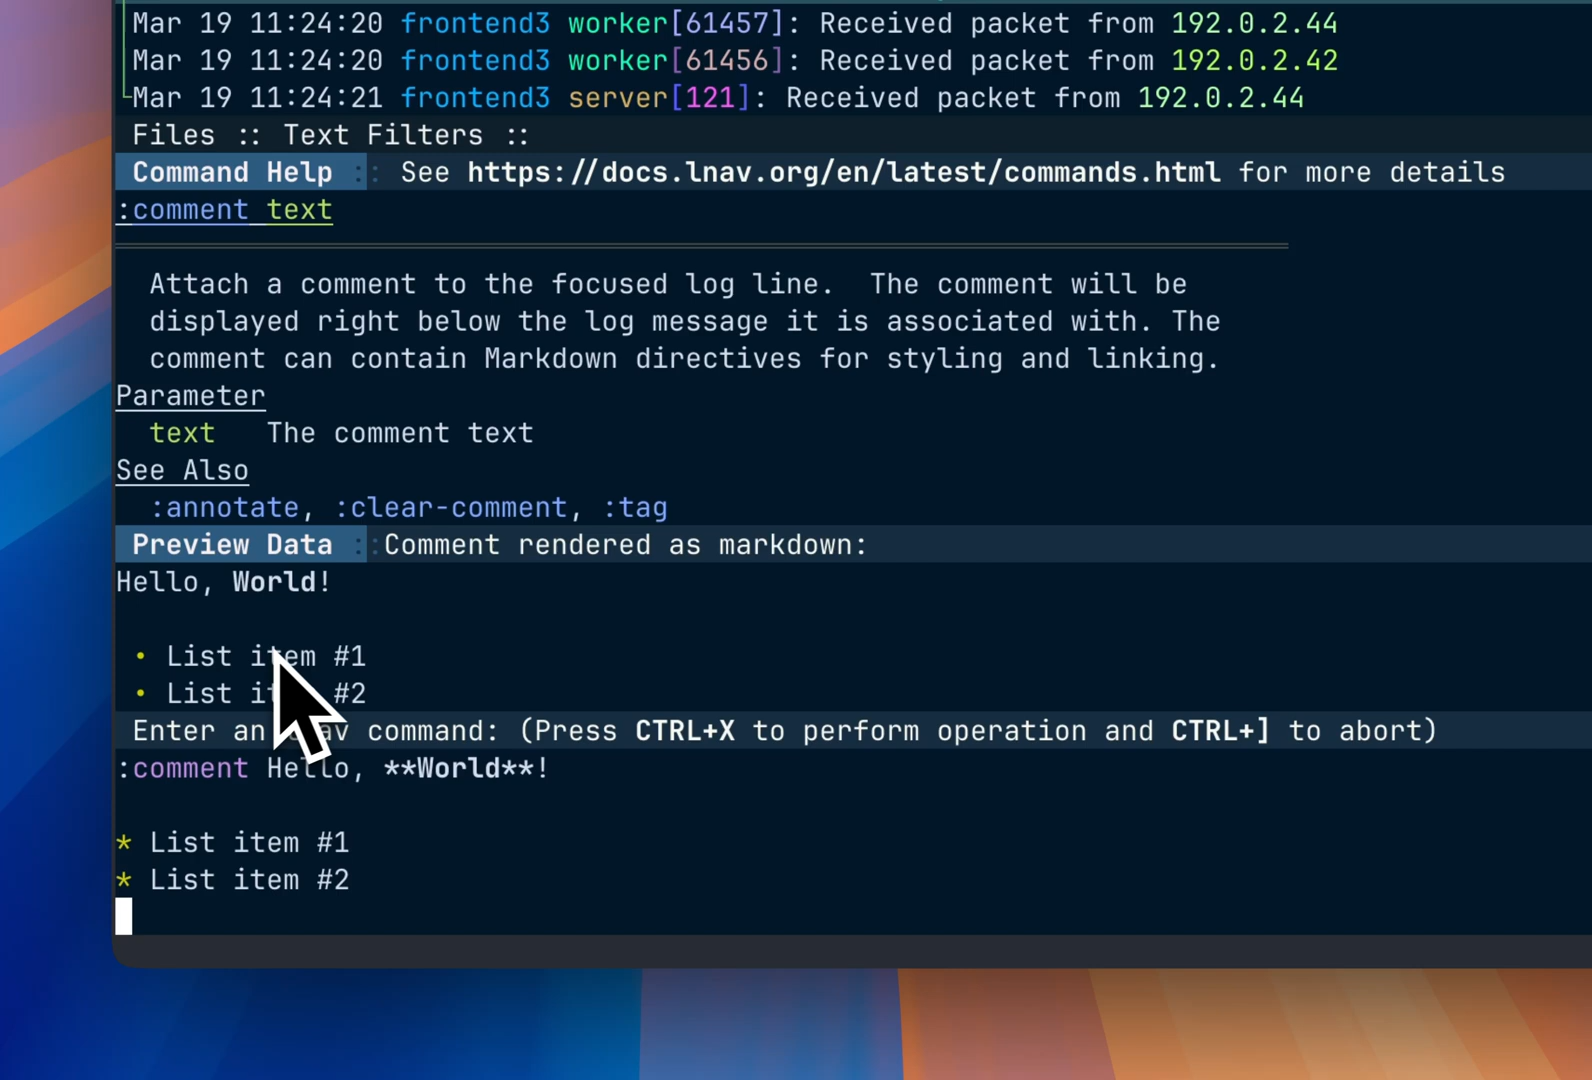 Mar 19 11:24:20 frontend3 worker[61457]: Received packet from 192.0.2.44
Mar 19 11:24:20 frontend3 worker[61456]: Received packet from 192.0.2.42
Mar 19 11:24:21 frontend3 server[121]: Received packet from 192.0.2.44
Files :: Text Filters ::
Command Help :: See https://docs.lnav.org/en/latest/commands.html for more details
:comment text
Attach a comment to the focused log line.  The comment will be
displayed right below the log message it is associated with. The
comment can contain Markdown directives for styling and linking.
Parameter
text   The comment text
See Also
:annotate, :clear-comment, :tag
Preview Data ::Comment rendered as markdown:
Hello, World!
• List item #1
• List item #2
Enter an lnav command: (Press CTRL+X to perform operation and CTRL+] to abort)
:comment Hello, **World**!
* List item #1
* List item #2